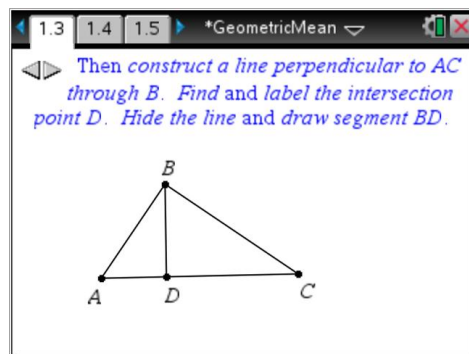 1.3 1.4 1.5 *GeometricMean
Then construct a line perpendicular to AC
through B. Find and label the intersection
point D. Hide the line and draw segment BD.
B
A D C